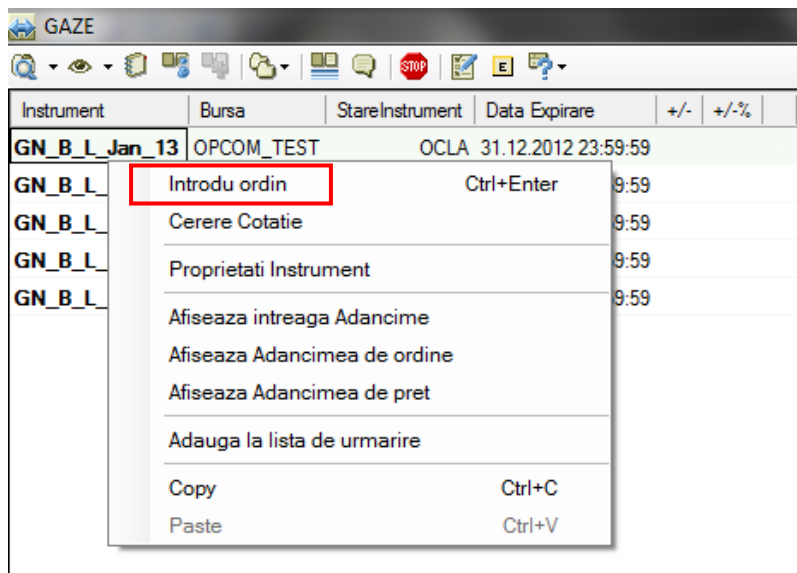 GAZE
STOP E ?
Instrument Bursa StareInstrument Data Expirare +/- +/-%
GN_B_L_Jan_13 OPCOM_TEST OCLA 31.12.2012 23:59:59
GN_B_L_ 9:59
GN_B_L_ 9:59
GN_B_L_ 9:59
GN_B_L_ 9:59
Introdu ordin Ctrl+Enter
Cerere Cotatie
Proprietati Instrument
Afiseaza intreaga Adancime
Afiseaza Adancimea de ordine
Afiseaza Adancimea de pret
Adauga la lista de urmarire
Copy Ctrl+C
Paste Ctrl+V